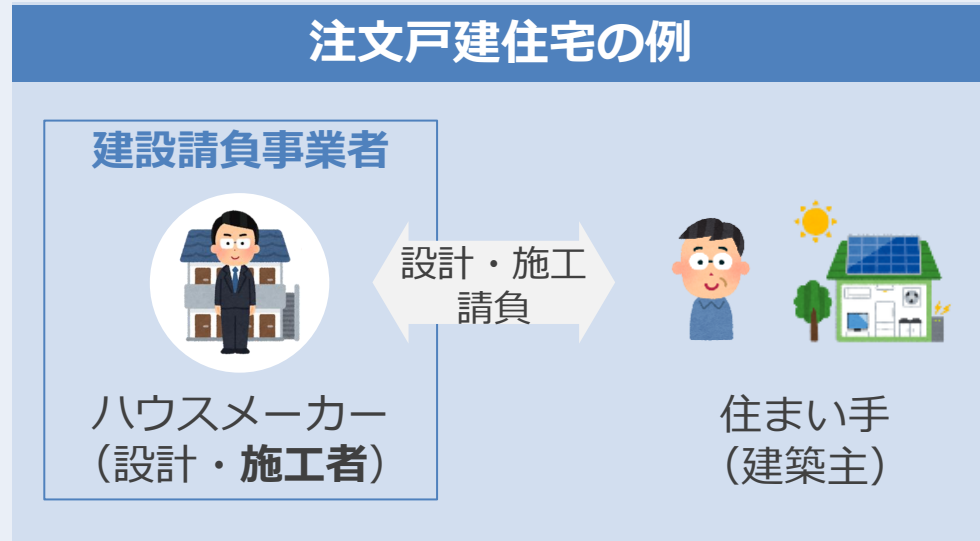 注文戸建住宅の例
建設請負事業者
設計・施工
請負
ハウスメーカー
（設計・施工者）
住まい手
（建築主）